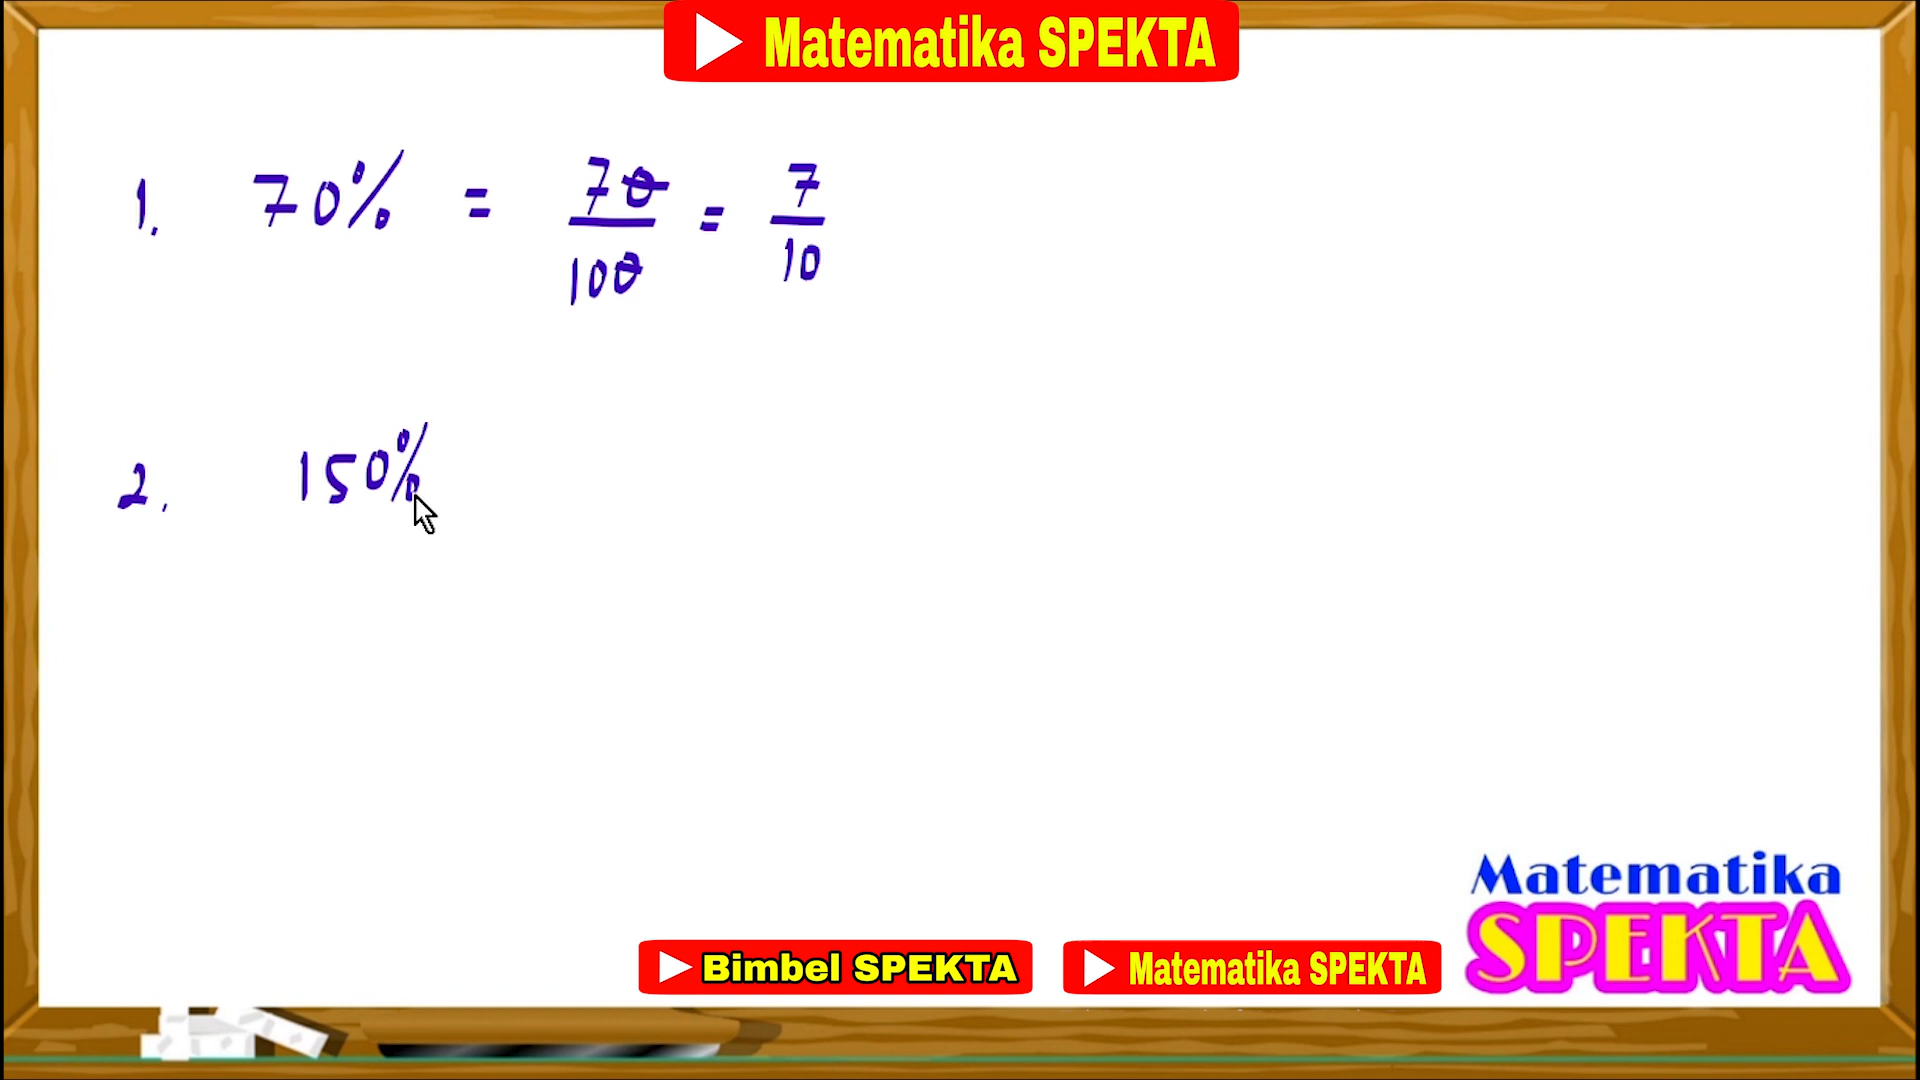 Matematika SPEKTA
1. 70% = 70/100 = 7/10
2. 150%
Matematika
SPEKTA
Bimbel SPEKTA
Matematika SPEKTA